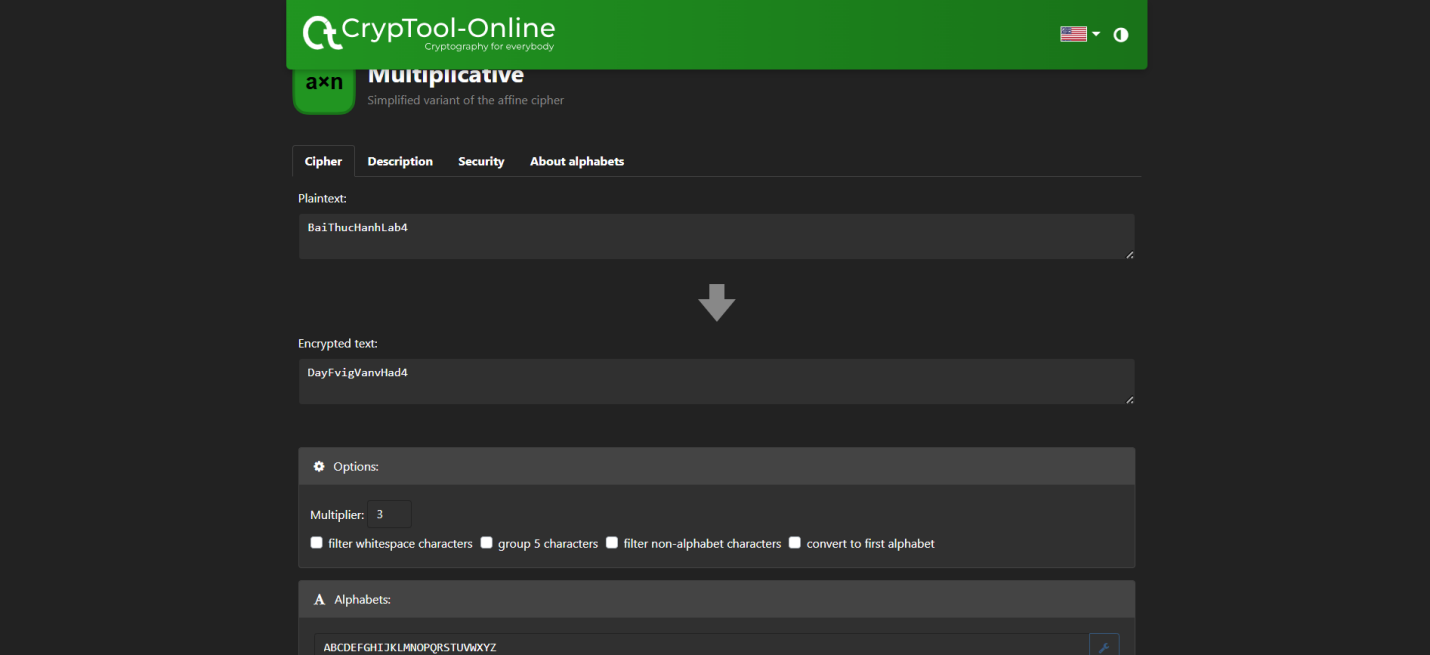 CrypTool-Online
Cryptography for everybody
a×n
Multiplicative
Simplified variant of the affine cipher
Cipher Description Security About alphabets
Plaintext:
BaiThucHanhLab4
Encrypted text:
DayFvigVanvHad4
Options:
Multiplier: 3
filter whitespace characters group 5 characters filter non-alphabet characters convert to first alphabet
Alphabets:
ABCDEFGHIJKLMNOPQRSTUVWXYZ